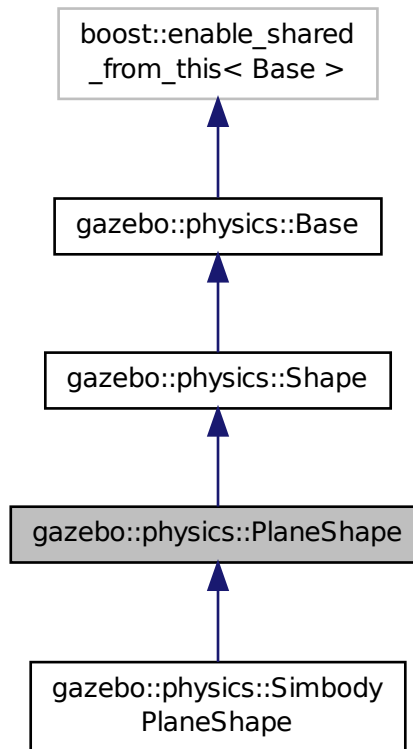 boost::enable_shared
_from_this< Base >
gazebo::physics::Base
gazebo::physics::Shape
gazebo::physics::PlaneShape
gazebo::physics::Simbody
PlaneShape